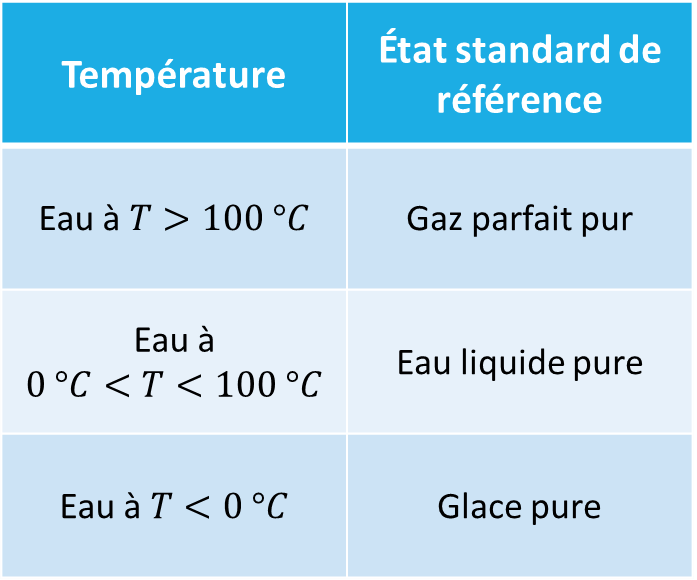 Température
État standard de
référence
Eau à T > 100 °C
Gaz parfait pur
Eau à
0 °C < T < 100 °C
Eau liquide pure
Eau à T < 0 °C
Glace pure